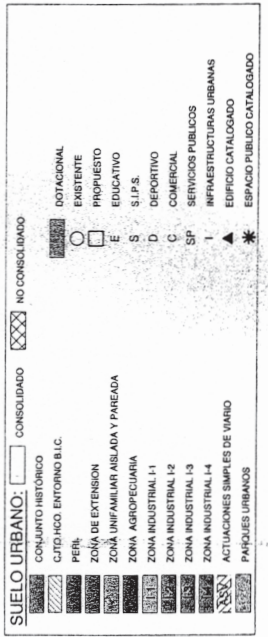 SUELO URBANO: CONSOLIDADO NO CONSOLIDADO
CONJUNTO HISTÓRICO
CJTO.HCO. ENTORNO B.I.C.
PERI.
ZONA DE EXTENSION
ZONA UNIFAMILIAR AISLADA Y PAREADA
ZONA AGROPECUARIA
ZONA INDUSTRIAL I-1
ZONA INDUSTRIAL I-2
ZONA INDUSTRIAL I-3
ZONA INDUSTRIAL I-4
ACTUACIONES SIMPLES DE VIARIO
PARQUES URBANOS
DOTACIONAL
EXISTENTE
PROPUESTO
E EDUCATIVO
S S.I.P.S.
D DEPORTIVO
C COMERCIAL
SP SERVICIOS PUBLICOS
I INFRAESTRUCTURAS URBANAS
EDIFICIO CATALOGADO
ESPACIO PUBLICO CATALOGADO